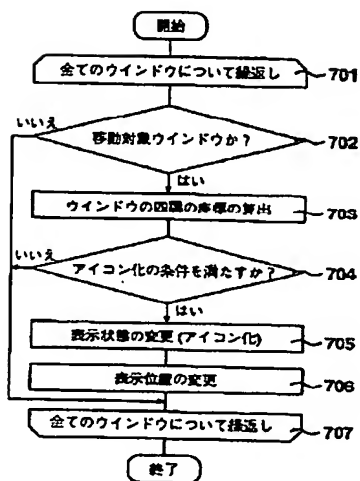 開始
全てのウインドウについて繰返し
701
いいえ
移動対象ウインドウか?
702
はい
ウインドウの四隅の座標の算出
703
いいえ
アイコン化の条件を満たすか?
704
はい
表示状態の変更(アイコン化)
705
表示位置の変更
706
全てのウインドウについて繰返し
707
終了